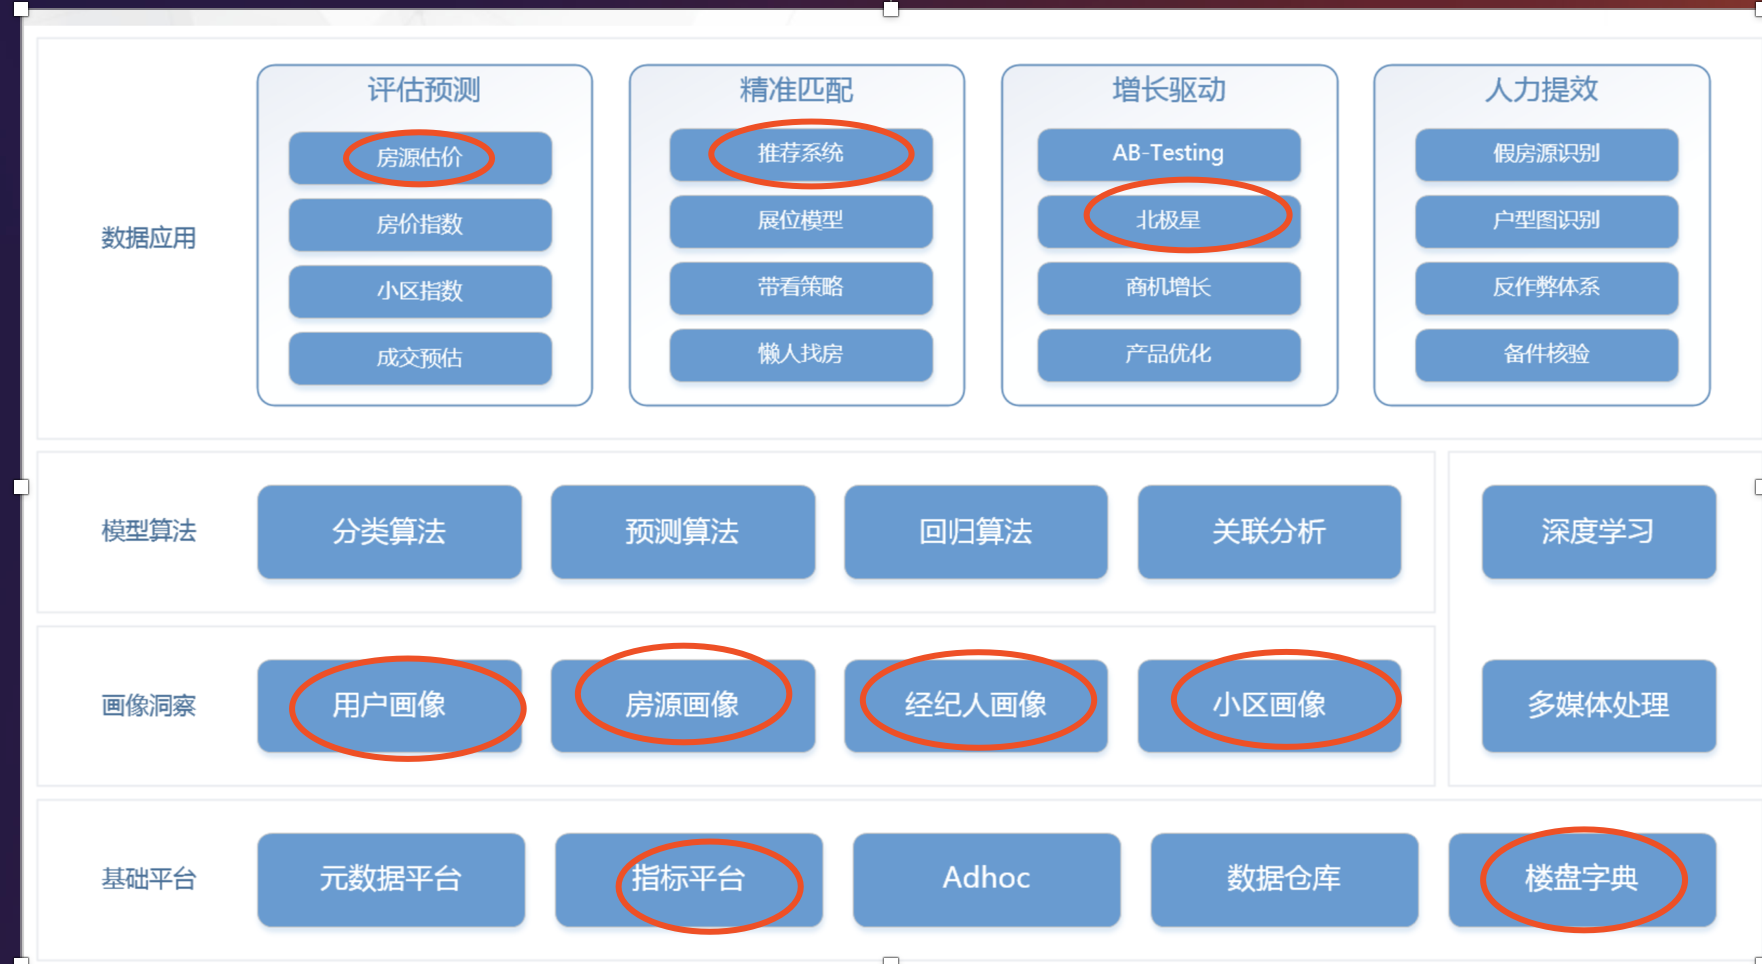 评估预测
精准匹配
增长驱动
人力提效
数据应用
房源估价
房价指数
小区指数
成交预估
推荐系统
展位模型
带看策略
懒人找房
AB-Testing
北极星
商机增长
产品优化
假房源识别
户型图识别
反作弊体系
备件核验
模型算法
分类算法
预测算法
回归算法
关联分析
深度学习
画像洞察
用户画像
房源画像
经纪人画像
小区画像
多媒体处理
基础平台
元数据平台
指标平台
Adhoc
数据仓库
楼盘字典